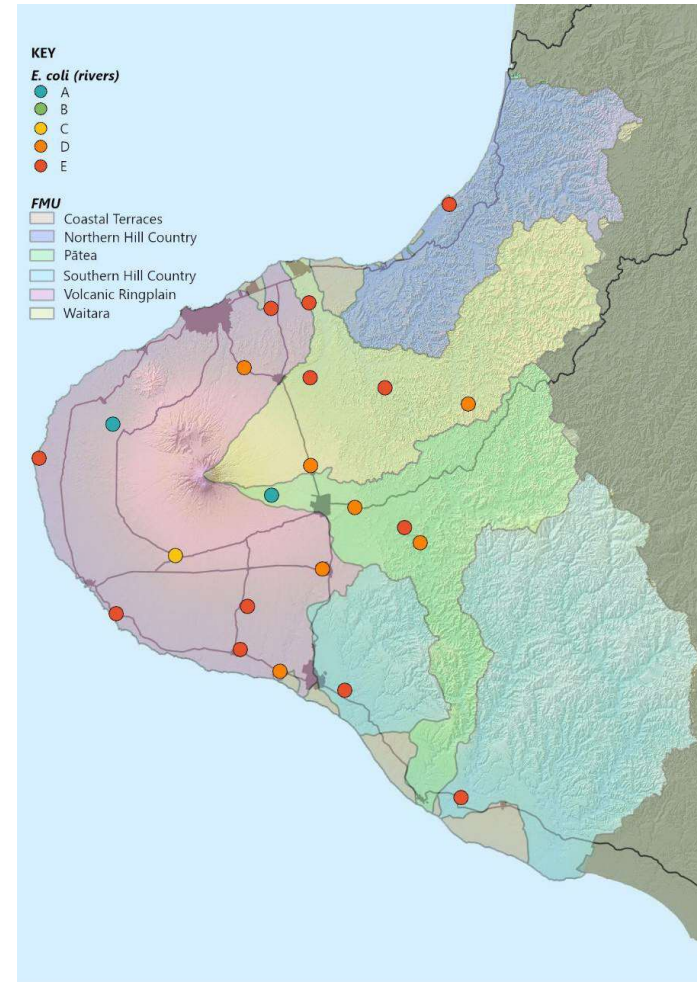 KEY
E. coli (rivers)
A
B
C
D
E
FMU
Coastal Terraces
Northern Hill Country
Pātea
Southern Hill Country
Volcanic Ringplain
Waitara